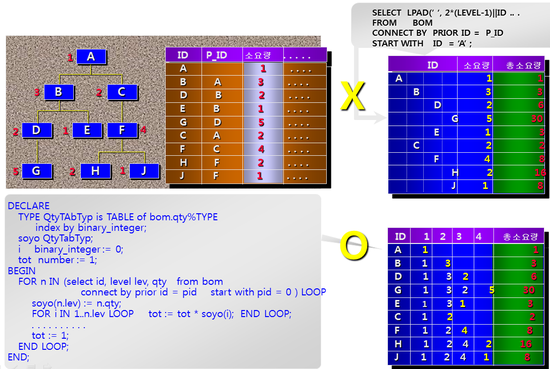 SELECT LPAD(' ', 2*(LEVEL-1)||ID .. .
FROM BOM
CONNECT BY PRIOR ID = P_ID
START WITH ID = 'A' ;
1 A
3 B 2 C
2 D 1 E F 4
5 G 2 H 1 J
ID P_ID 소요량 .....
A 1 ....
B A 3 ....
D B 2 ....
E B 1 ....
G D 5 ....
C A 2 ....
F C 4 ....
H F 2 ....
J F 1 ....
X
ID 소요량 총소요량
A 1 1
B 3 3
D 2
G 5 30
E 1 3
C 2 2
F 4 8
H 2 16
J 1 8
DECLARE
TYPE QtyTAbTyp is TABLE of bom.qty%TYPE
index by binary_integer;
soyo QtyTabTyp;
i binary_integer := 0;
tot number := 1;
BEGIN
FOR n IN (select id, level lev, qty from bom
connect by prior id = pid start with pid = 0 ) LOOP
soyo(n.lev) := n.qty;
FOR i IN 1..n.lev LOOP tot := tot * soyo(i); END LOOP;
. . . . . . . . . .
tot := 1;
END LOOP;
END;
O
ID 1 2 3 4 총소요량
A 1 1
B 1 3 3
D 1 3 2 6
G 1 3 2 5 30
E 1 3 1 3
C 1 2 2
F 1 2 4 8
H 1 2 4 2 16
J 1 2 4 1 8